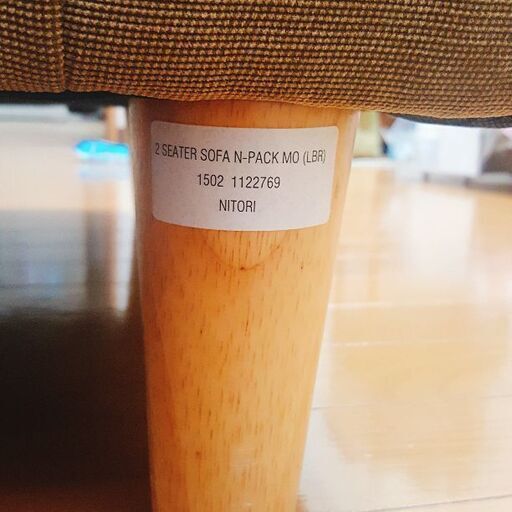 2 SEATER SOFA N-PACK MO (LBR)
1502 1122769
NITORI